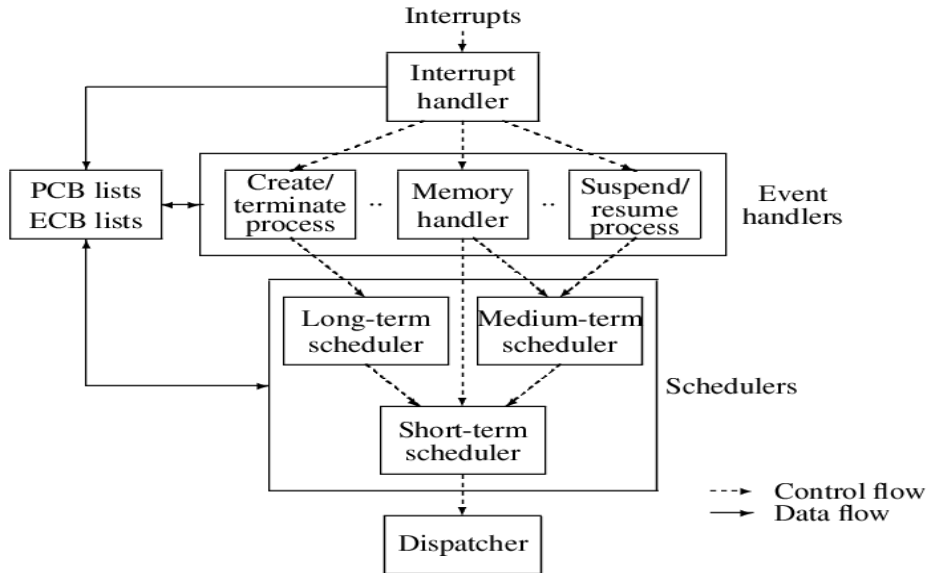 Interrupts
Interrupt
handler
PCB lists
ECB lists
Create/
terminate
process
..
Memory
handler
..
Suspend/
resume
process
Event
handlers
Long-term
scheduler
Medium-term
scheduler
Schedulers
Short-term
scheduler
Control flow
Data flow
Dispatcher